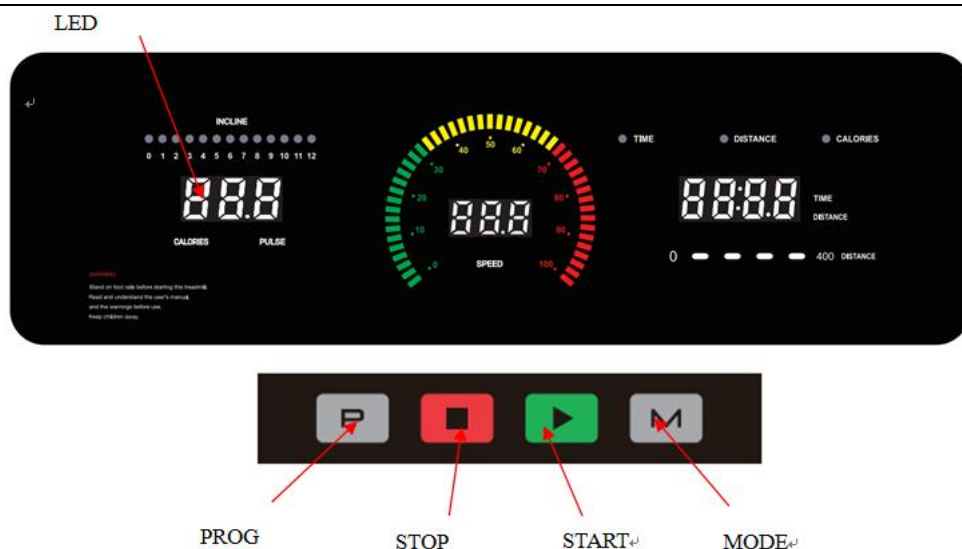 LED
INCLINE
0 1 2 3 4 5 6 7 8 9 10 11 12
88.8
CALORIES PULSE
WARNING:
Stand on foot rails before starting this treadmill.
Read and understand the user's manual,
and the warnings before use.
Keep children away.
0 10 20 30 40 50 60 70 80 90 100
88.8
SPEED
TIME DISTANCE CALORIES
88:8.8
TIME
DISTANCE
0 400 DISTANCE
P M
PROG STOP START MODE